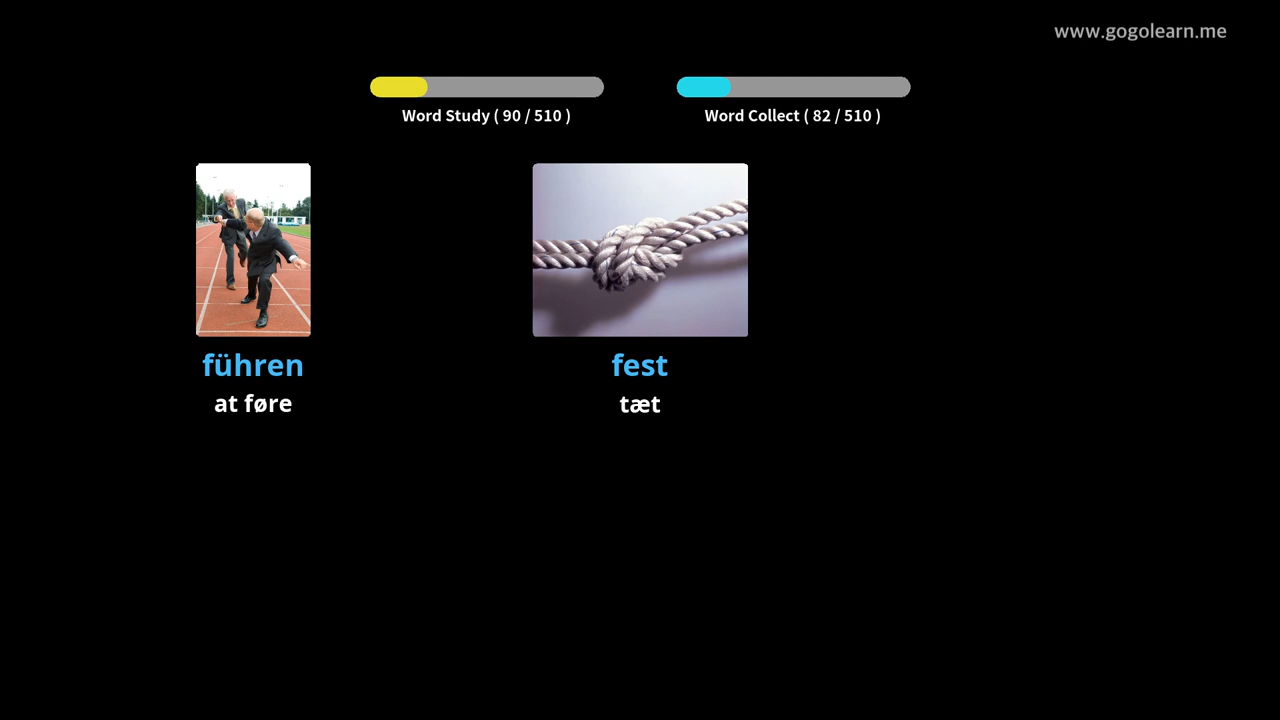 www.gogolearn.me
Word Study ( 90 / 510 )
Word Collect ( 82 / 510 )
führen
at føre
fest
tæt